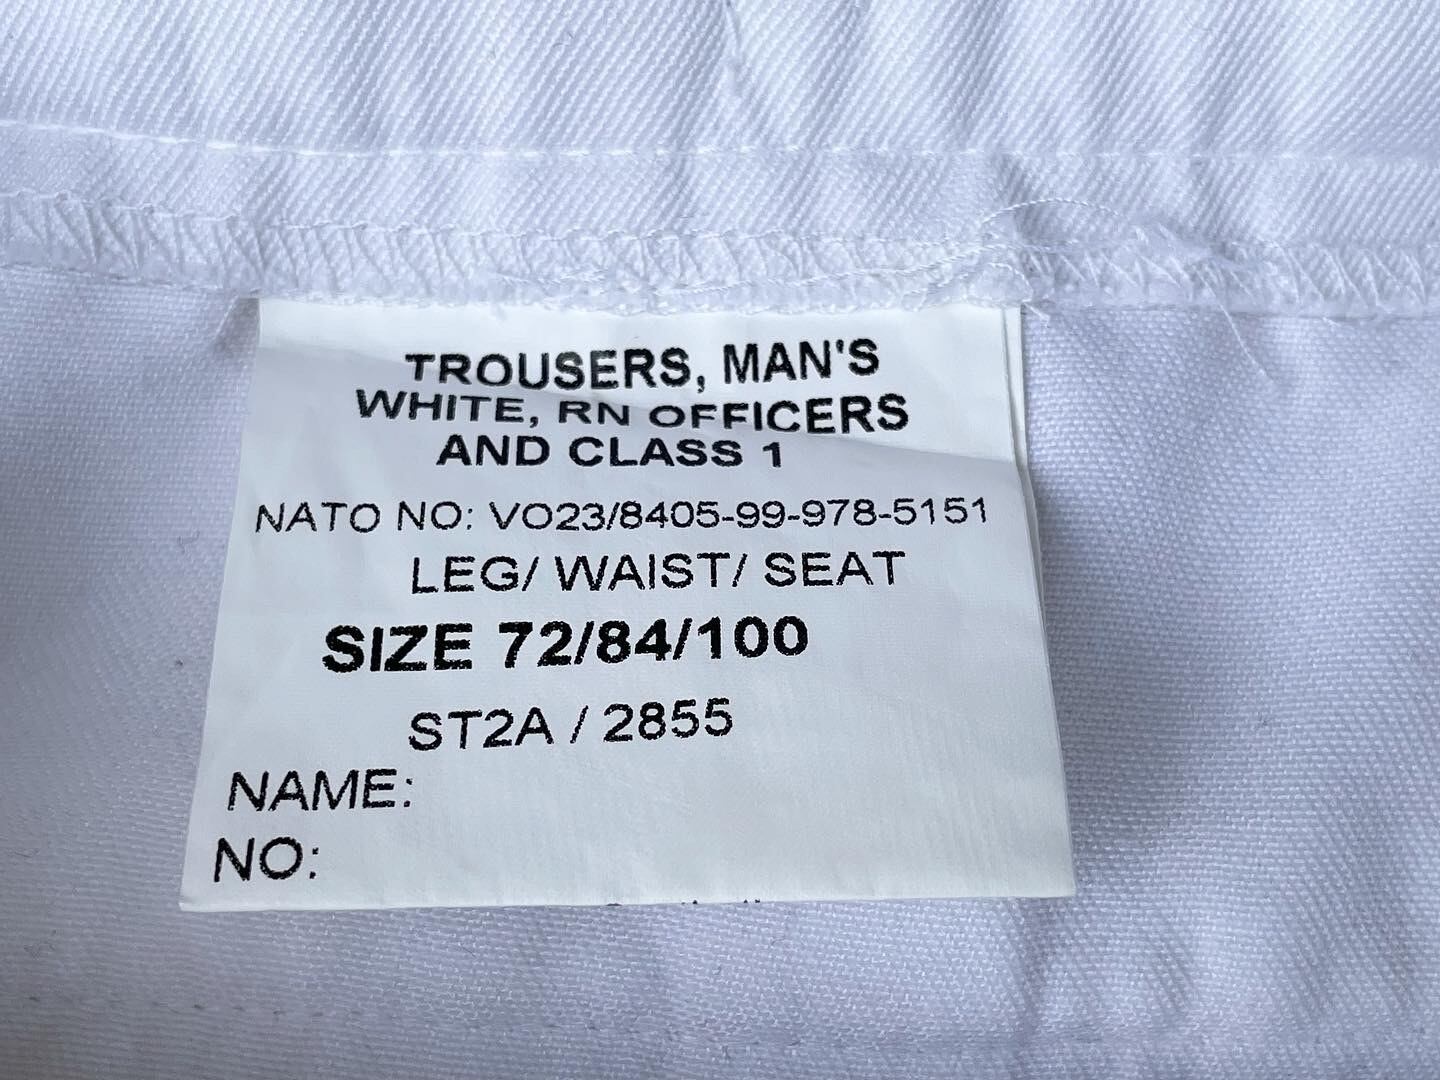 TROUSERS, MAN'S
WHITE, RN OFFICERS
AND CLASS 1
NATO NO: VO23/8405-99-978-5151
LEG/ WAIST/ SEAT
SIZE 72/84/100
ST2A / 2855
NAME:
NO: